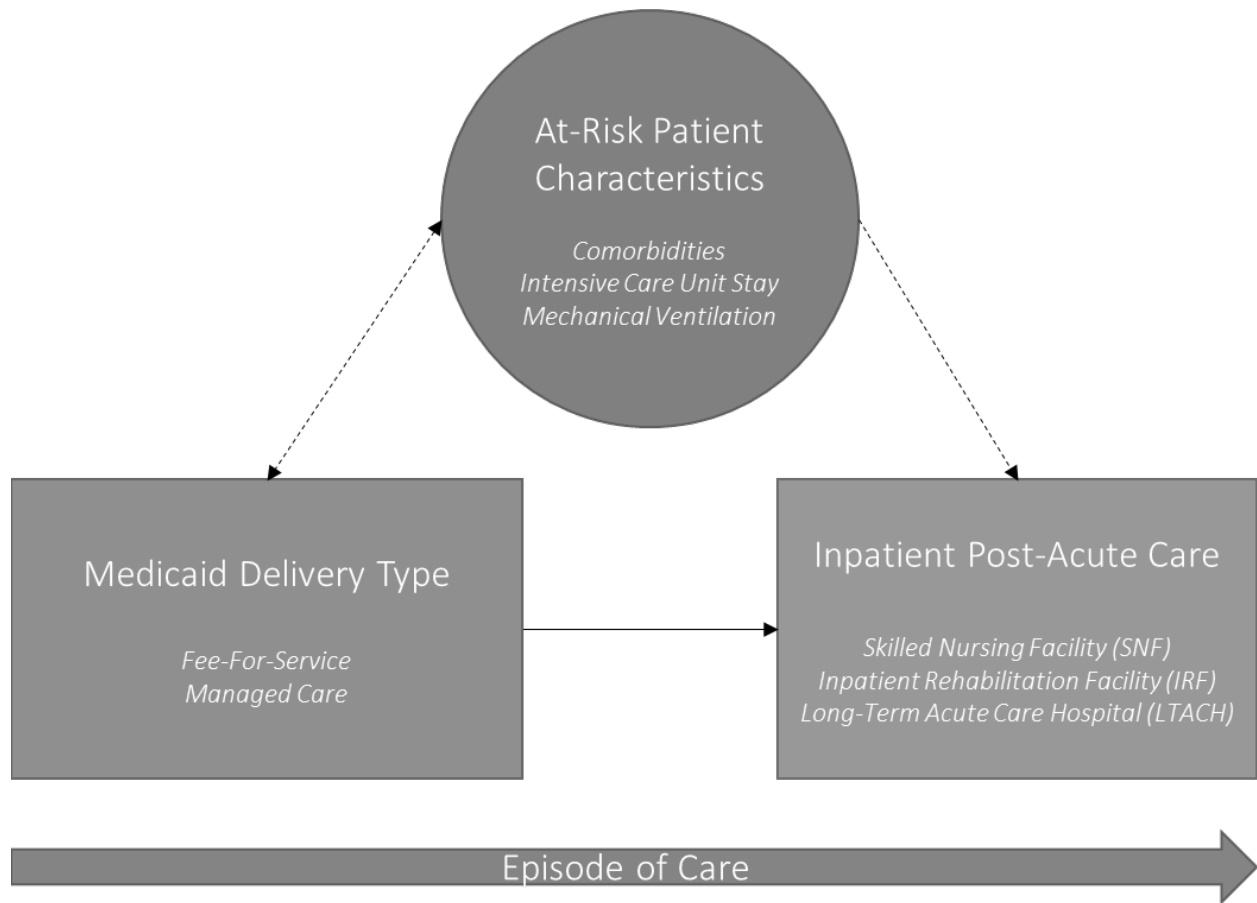 At-Risk Patient
Characteristics
Comorbidities
Intensive Care Unit Stay
Mechanical Ventilation
Medicaid Delivery Type
Fee-For-Service
Managed Care
Inpatient Post-Acute Care
Skilled Nursing Facility (SNF)
Inpatient Rehabilitation Facility (IRF)
Long-Term Acute Care Hospital (LTACH)
Episode of Care